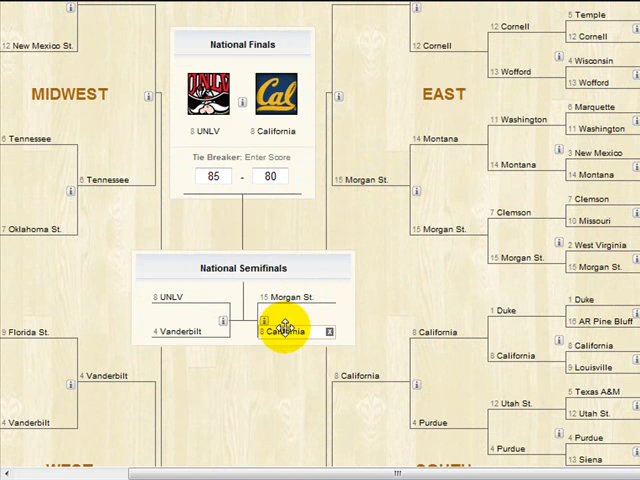 National Finals
UNLV
Cal
8 UNLV
8 California
Tie Breaker: Enter Score
85 - 80
National Semifinals
8 UNLV
15 Morgan St.
4 Vanderbilt
8 California
x
MIDWEST
12 New Mexico St.
6 Tennessee
6 Tennessee
7 Oklahoma St.
9 Florida St.
4 Vanderbilt
4 Vanderbilt
WEST
EAST
12 Cornell
12 Cornell
5 Temple
12 Cornell
4 Wisconsin
13 Wofford
13 Wofford
6 Marquette
11 Washington
11 Washington
14 Montana
3 New Mexico
14 Montana
14 Montana
15 Morgan St.
7 Clemson
7 Clemson
10 Missouri
15 Morgan St.
2 West Virginia
15 Morgan St.
15 Morgan St.
1 Duke
1 Duke
16 AR Pine Bluff
8 California
8 California
8 California
9 Louisville
8 California
5 Texas A&M
12 Utah St.
12 Utah St.
4 Purdue
4 Purdue
4 Purdue
13 Siena
SOUTH